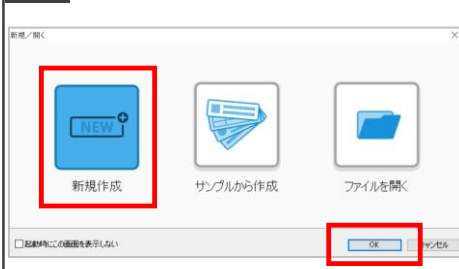 新規／開く
NEW
新規作成
サンプルから作成
ファイルを開く
起動時にこの画面を表示しない
OK
キャンセル